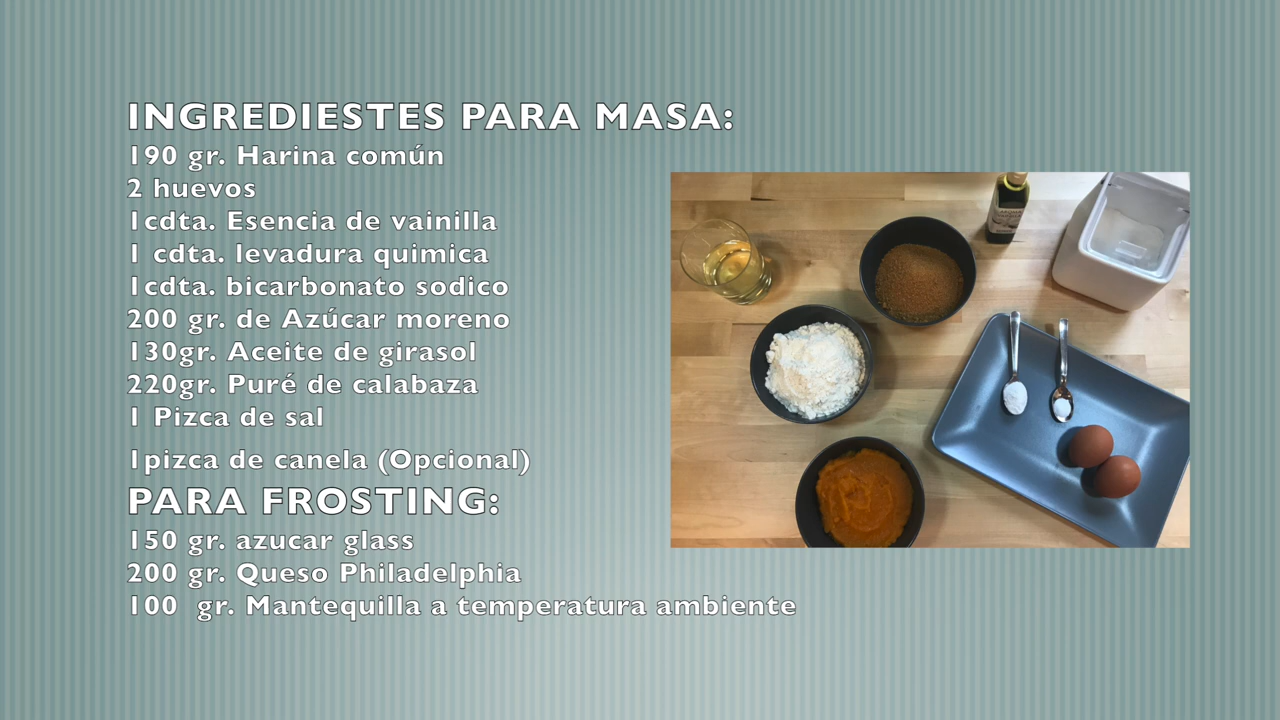 INGREDIESTES PARA MASA:
190 gr. Harina común
2 huevos
1cdta. Esencia de vainilla
1 cdta. levadura quimica
1cdta. bicarbonato sodico
200 gr. de Azúcar moreno
130gr. Aceite de girasol
220gr. Puré de calabaza
1 Pizca de sal
1pizca de canela (Opcional)
PARA FROSTING:
150 gr. azucar glass
200 gr. Queso Philadelphia
100  gr. Mantequilla a temperatura ambiente